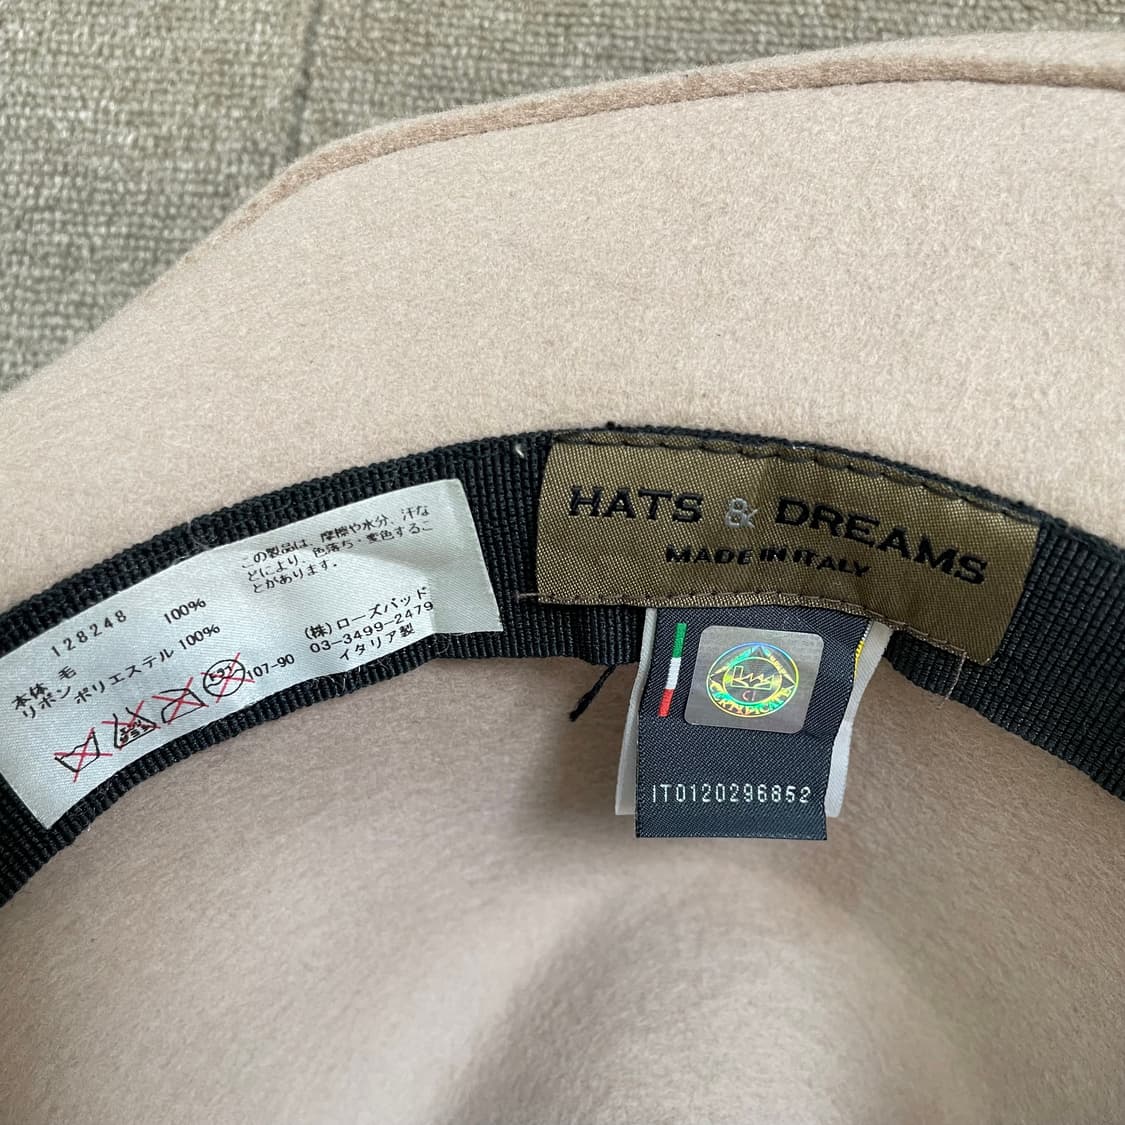 128248
本体 毛 100%
リボン ポリエステル 100%
107-90
この製品は、摩擦や水分、汗な
どにより、色落ち・変色するこ
とがあります。
(株)ローズバッド
03-3499-2479
イタリア製
HATS & DREAMS
MADE IN ITALY
CI
CERTIFICATE
IT0120296852